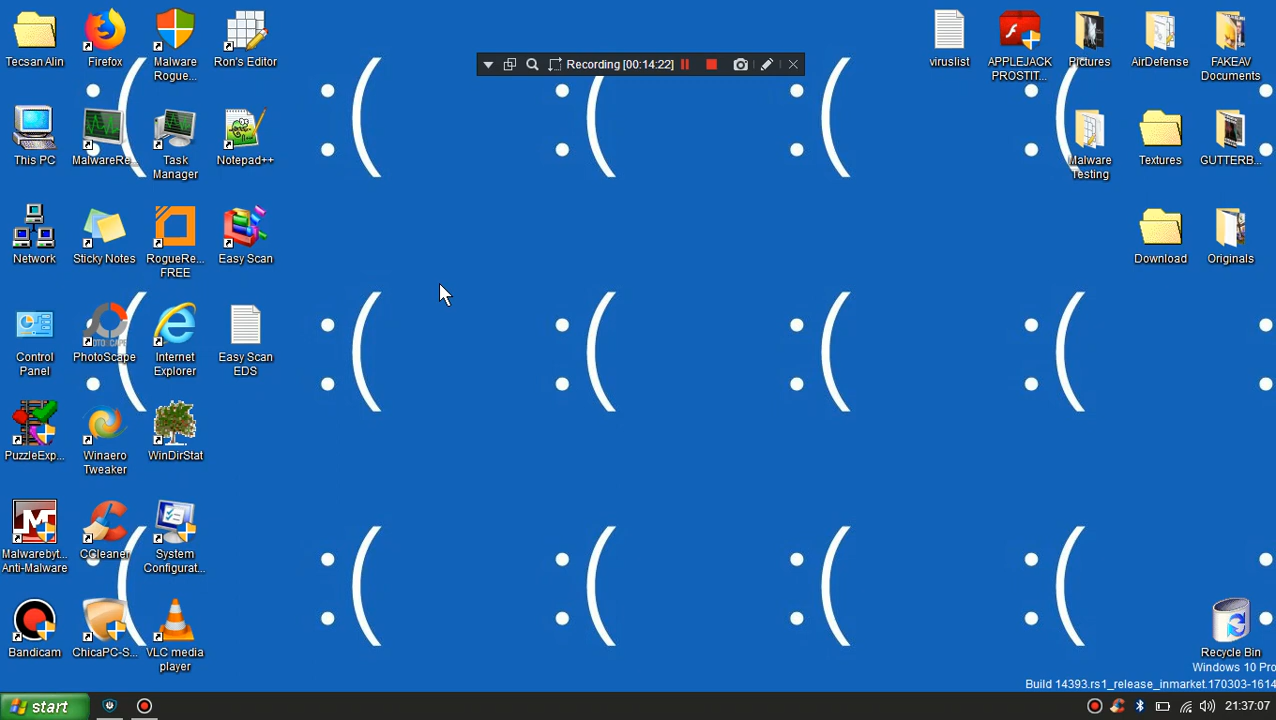 Tecsan Alin
Firefox
Malware
Rogue...
Ron's Editor
Recording [00:14:22]
viruslist
APPLEJACK
PROSTIT...
Pictures
AirDefense
FAKEAV
Documents
This PC
MalwareRe...
Task
Manager
Notepad++
Malware
Testing
Textures
GUTTERB...
Network
Sticky Notes
RogueRe...
FREE
Easy Scan
Download
Originals
Control
Panel
PhotoScape
Internet
Explorer
Easy Scan
EDS
PuzzleExp...
Winaero
Tweaker
WinDirStat
Malwarebyt...
Anti-Malware
CCleaner
System
Configurat...
Bandicam
ChicaPC-S...
VLC media
player
Recycle Bin
Windows 10 Pro
Build 14393.rs1_release_inmarket.170303-1614
start
21:37:07
:( :( :( :( :(
:( :( :( :( :(
:( :( :( :( :(